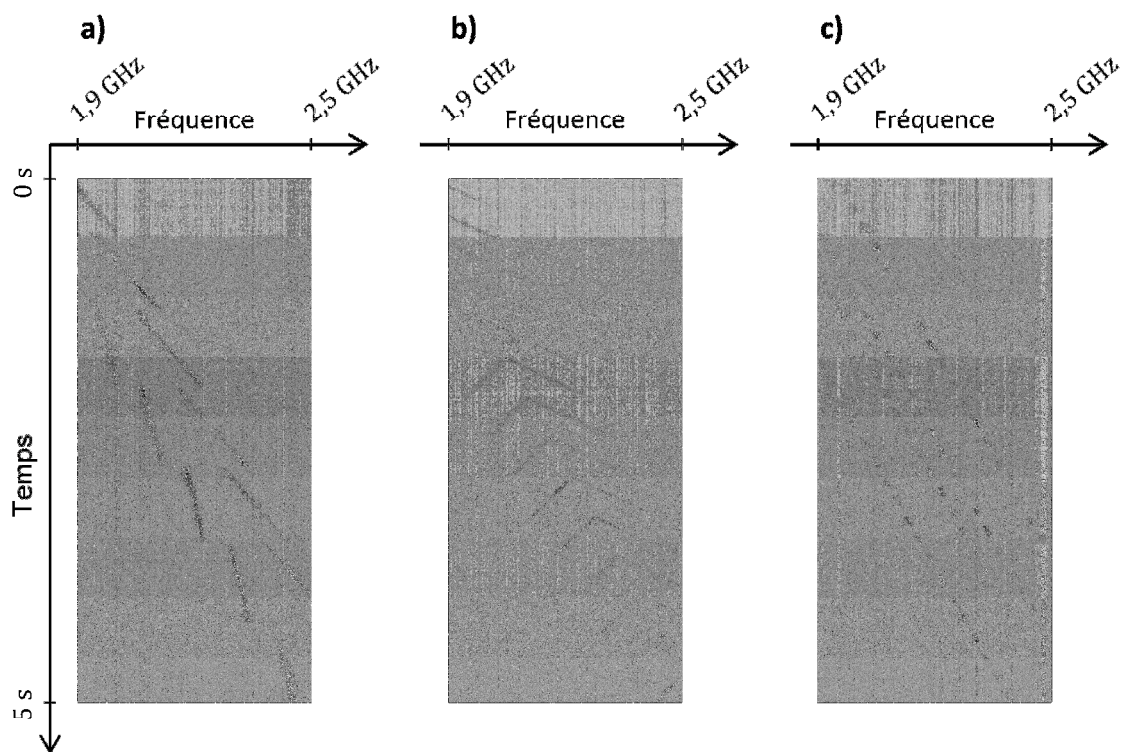 a)
1,9 GHz
Fréquence
2,5 GHz
b)
1,9 GHz
Fréquence
2,5 GHz
c)
1,9 GHz
Fréquence
2,5 GHz
0 s
Temps
5 s